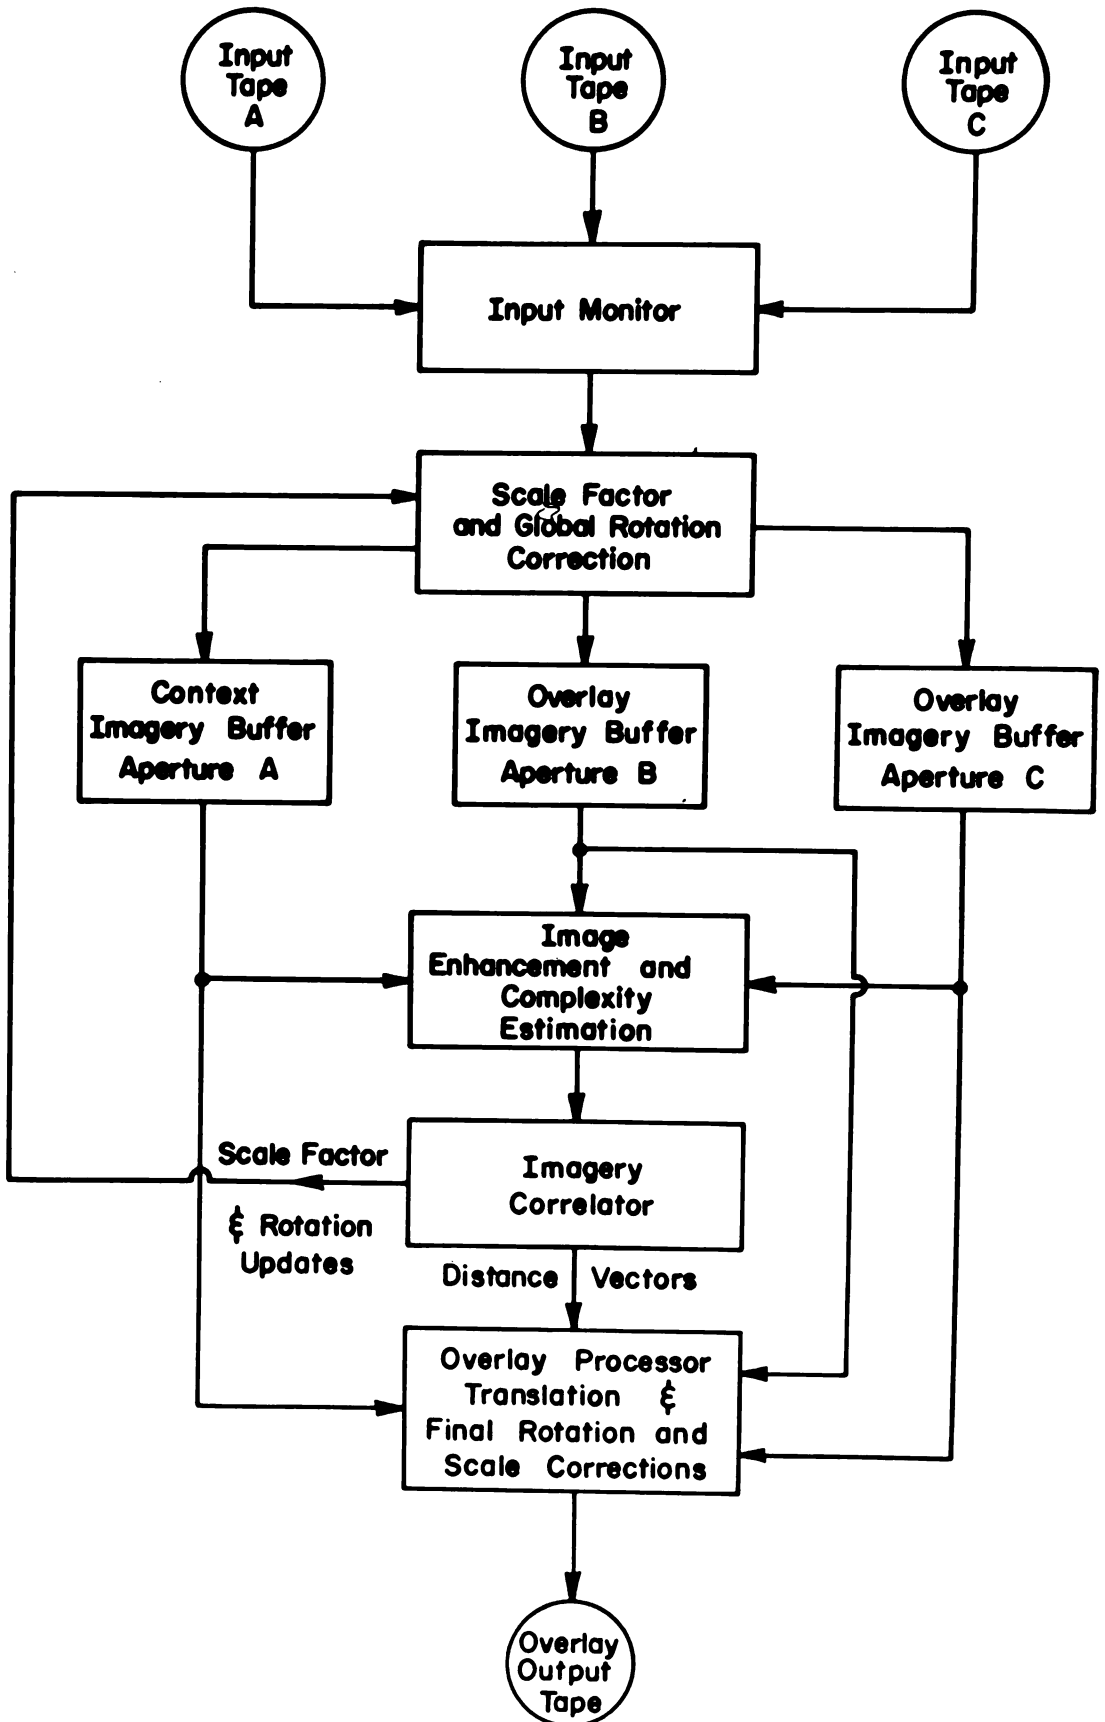 Input
Tape
A
Input
Tape
B
Input
Tape
C
Input Monitor
Scale Factor
and Global Rotation
Correction
Context
Imagery Buffer
Aperture A
Overlay
Imagery Buffer
Aperture B
Overlay
Imagery Buffer
Aperture C
Image
Enhancement and
Complexity
Estimation
Scale Factor
& Rotation
Updates
Imagery
Correlator
Distance Vectors
Overlay Processor
Translation &
Final Rotation and
Scale Corrections
Overlay
Output
Tape